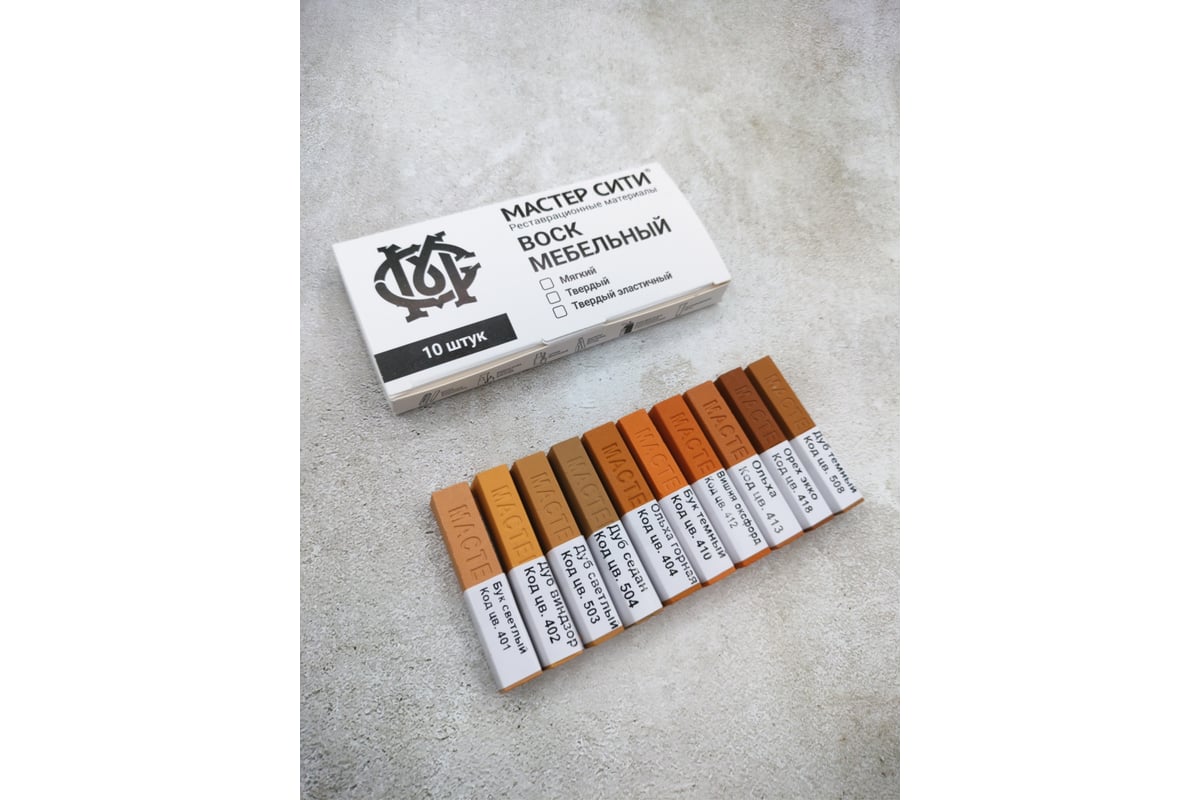 МАСТЕР СИТИ®
Реставрационные материалы
ВОСК
МЕБЕЛЬНЫЙ
Мягкий
Твердый
Твердый эластичный
10 штук
МАСТЕ
Бук светлый
Код цв. 401
МАСТЕ
Дуб виндзор
Код цв. 402
МАСТЕ
Дуб светлый
Код цв. 503
МАСТЕ
Дуб седан
Код цв. 504
МАСТЕ
Ольха горная
Код цв. 404
МАСТЕ
Бук темный
Код цв. 410
МАСТЕ
Вишня оксфорд
Код цв. 412
МАСТЕ
Ольха
Код цв. 413
МАСТЕ
Орех экко
Код цв. 418
МАСТЕ
Дуб темный
Код цв. 508